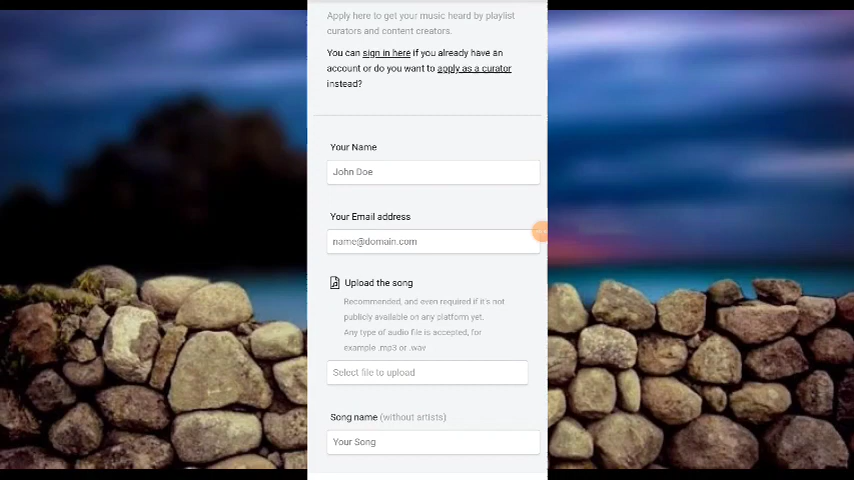 Apply here to get your music heard by playlist
curators and content creators.
You can sign in here if you already have an
account or do you want to apply as a curator
instead?
Your Name
John Doe
Your Email address
name@domain.com
Upload the song
Recommended, and even required if it's not
publicly available on any platform yet.
Any type of audio file is accepted, for
example .mp3 or .wav
Select file to upload
Song name (without artists)
Your Song